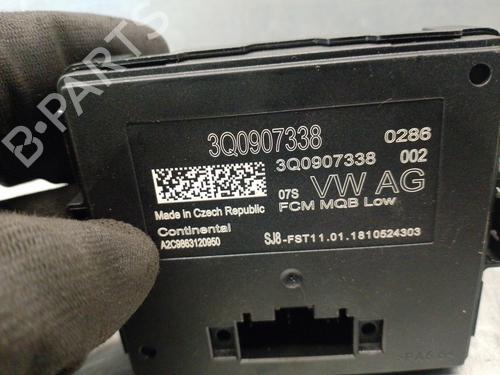 3Q0907338
0286
3Q0907338 002
07S VW AG
FCM MQB Low
Made in Czech Republic
Continental
A2C9863120950
SJ8-FST11.01.1810524303
B-PARTS